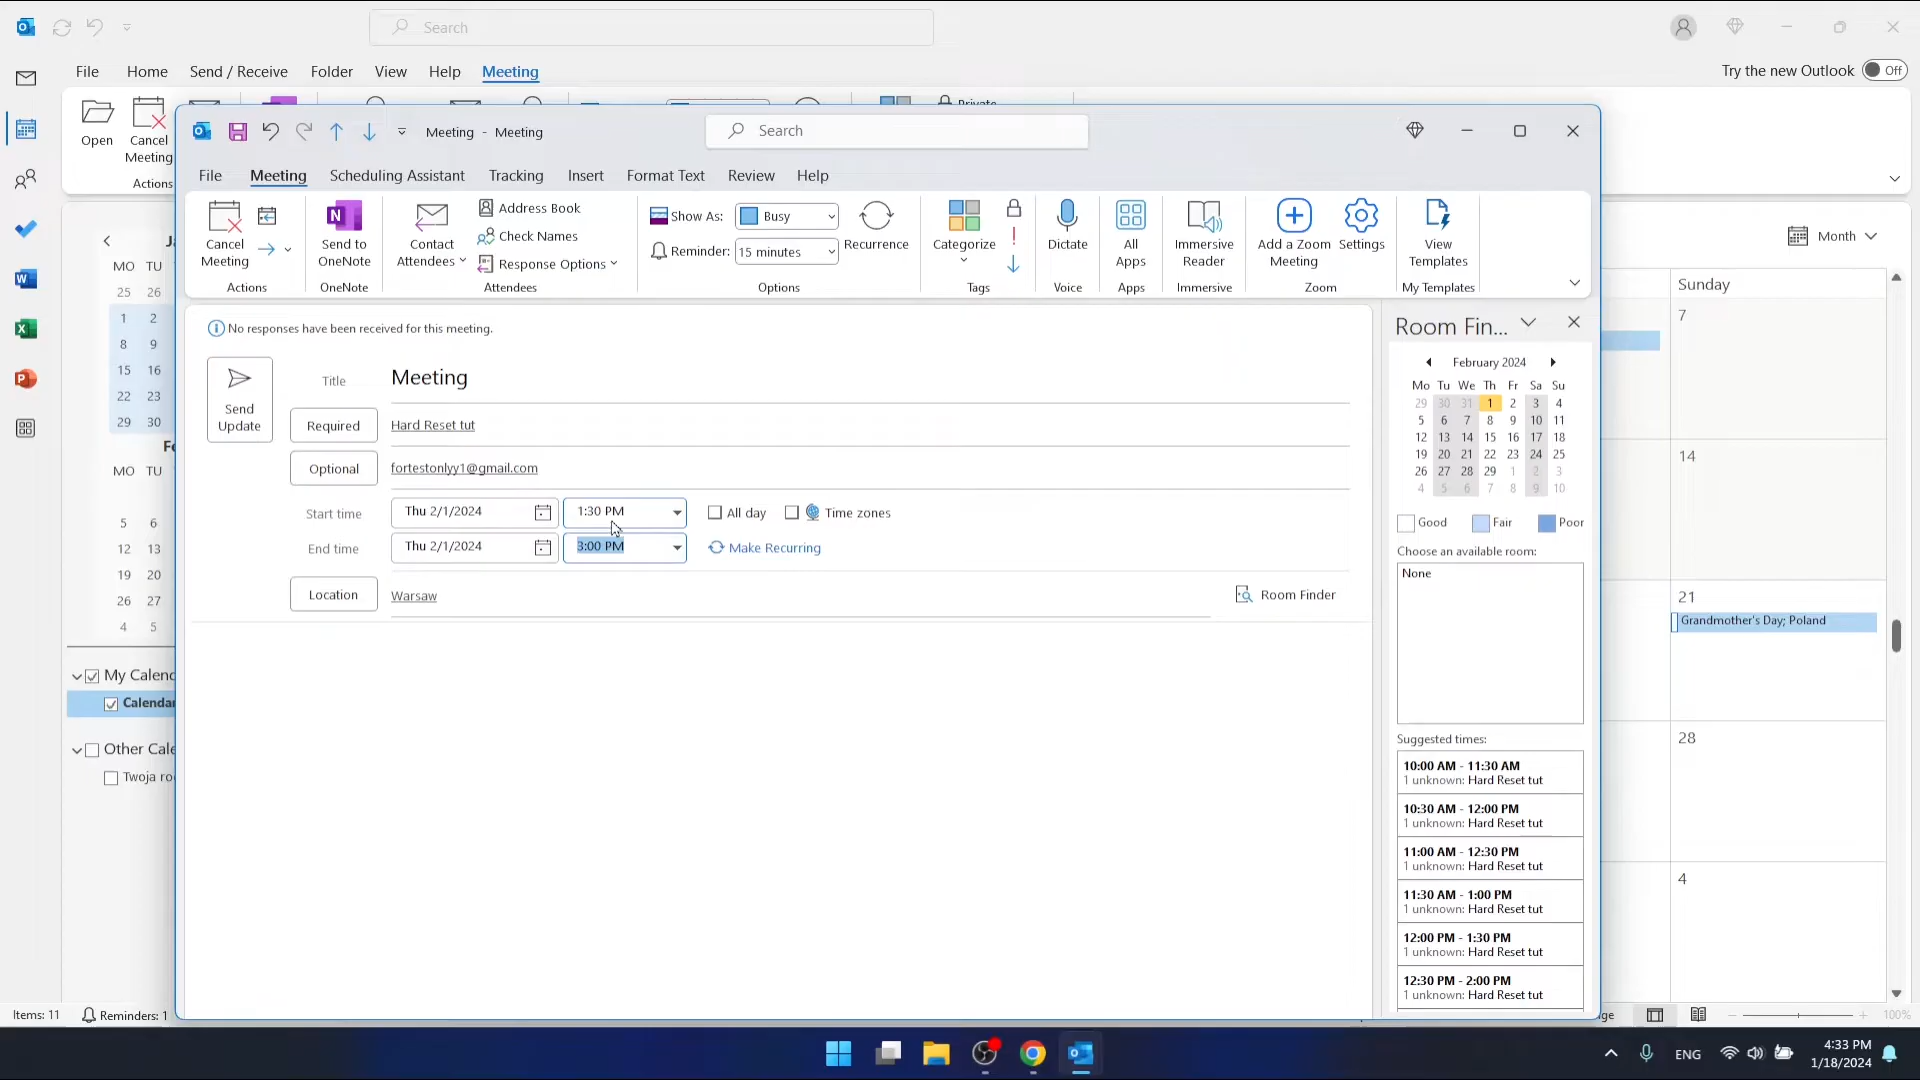 Search
File Home Send / Receive Folder View Help Meeting
Try the new Outlook Off
Open
Cancel
Meeting
Actions
Private
Meeting - Meeting
Search
File Meeting Scheduling Assistant Tracking Insert Format Text Review Help
Cancel
Meeting
Actions
Send to
OneNote
OneNote
Contact
Attendees
Address Book
Check Names
Response Options
Attendees
Show As: Busy
Reminder: 15 minutes
Recurrence
Options
Categorize
Tags
Dictate
Voice
All
Apps
Apps
Immersive
Reader
Immersive
Add a Zoom
Meeting
Settings
Zoom
View
Templates
My Templates
No responses have been received for this meeting.
Send
Update
Title Meeting
Required Hard Reset tut
Optional fortestonlyy1@gmail.com
Start time Thu 2/1/2024 1:30 PM All day Time zones
End time Thu 2/1/2024 3:00 PM Make Recurring
Location Warsaw Room Finder
Room Fin...
February 2024
Mo Tu We Th Fr Sa Su
29 30 31 1 2 3 4
5 6 7 8 9 10 11
12 13 14 15 16 17 18
19 20 21 22 23 24 25
26 27 28 29 1 2 3
4 5 6 7 8 9 10
Good Fair Poor
Choose an available room:
None
Suggested times:
10:00 AM - 11:30 AM
1 unknown: Hard Reset tut
10:30 AM - 12:00 PM
1 unknown: Hard Reset tut
11:00 AM - 12:30 PM
1 unknown: Hard Reset tut
11:30 AM - 1:00 PM
1 unknown: Hard Reset tut
12:00 PM - 1:30 PM
1 unknown: Hard Reset tut
12:30 PM - 2:00 PM
1 unknown: Hard Reset tut
MO TU
25 26
1 2
8 9
15 16
22 23
29 30
MO TU
5 6
12 13
19 20
26 27
4 5
My Calen
Calenda
Other Cale
Twoja ro
Month
Sunday
7
14
21
Grandmother's Day; Poland
28
4
Items: 11 Reminders: 1
100%
ENG
4:33 PM
1/18/2024